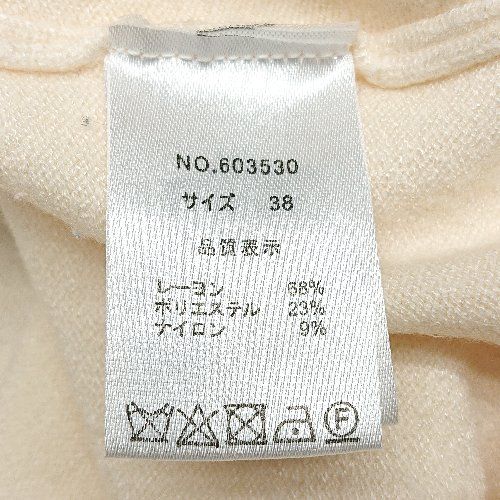 NO.603530
サイズ 38
品質表示
レーヨン 68%
ポリエステル 23%
ナイロン 9%
F